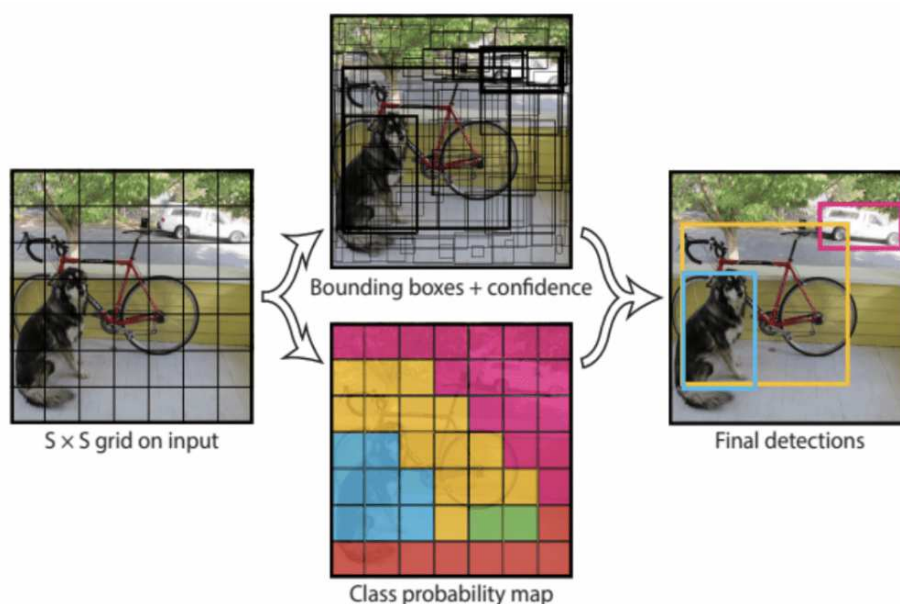 Bounding boxes + confidence
S × S grid on input
Final detections
Class probability map